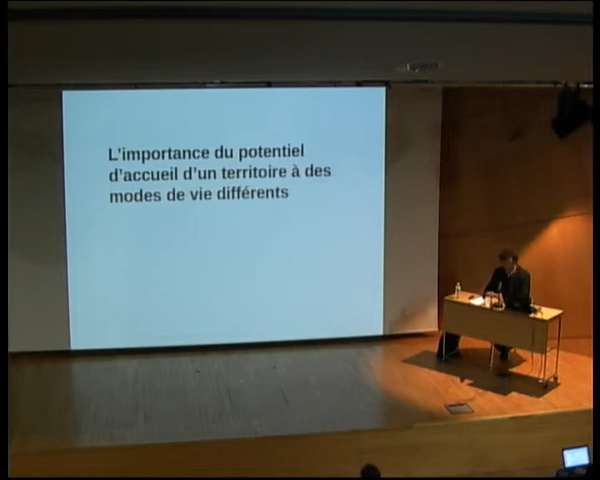 L'importance du potentiel
d'accueil d'un territoire à des
modes de vie différents